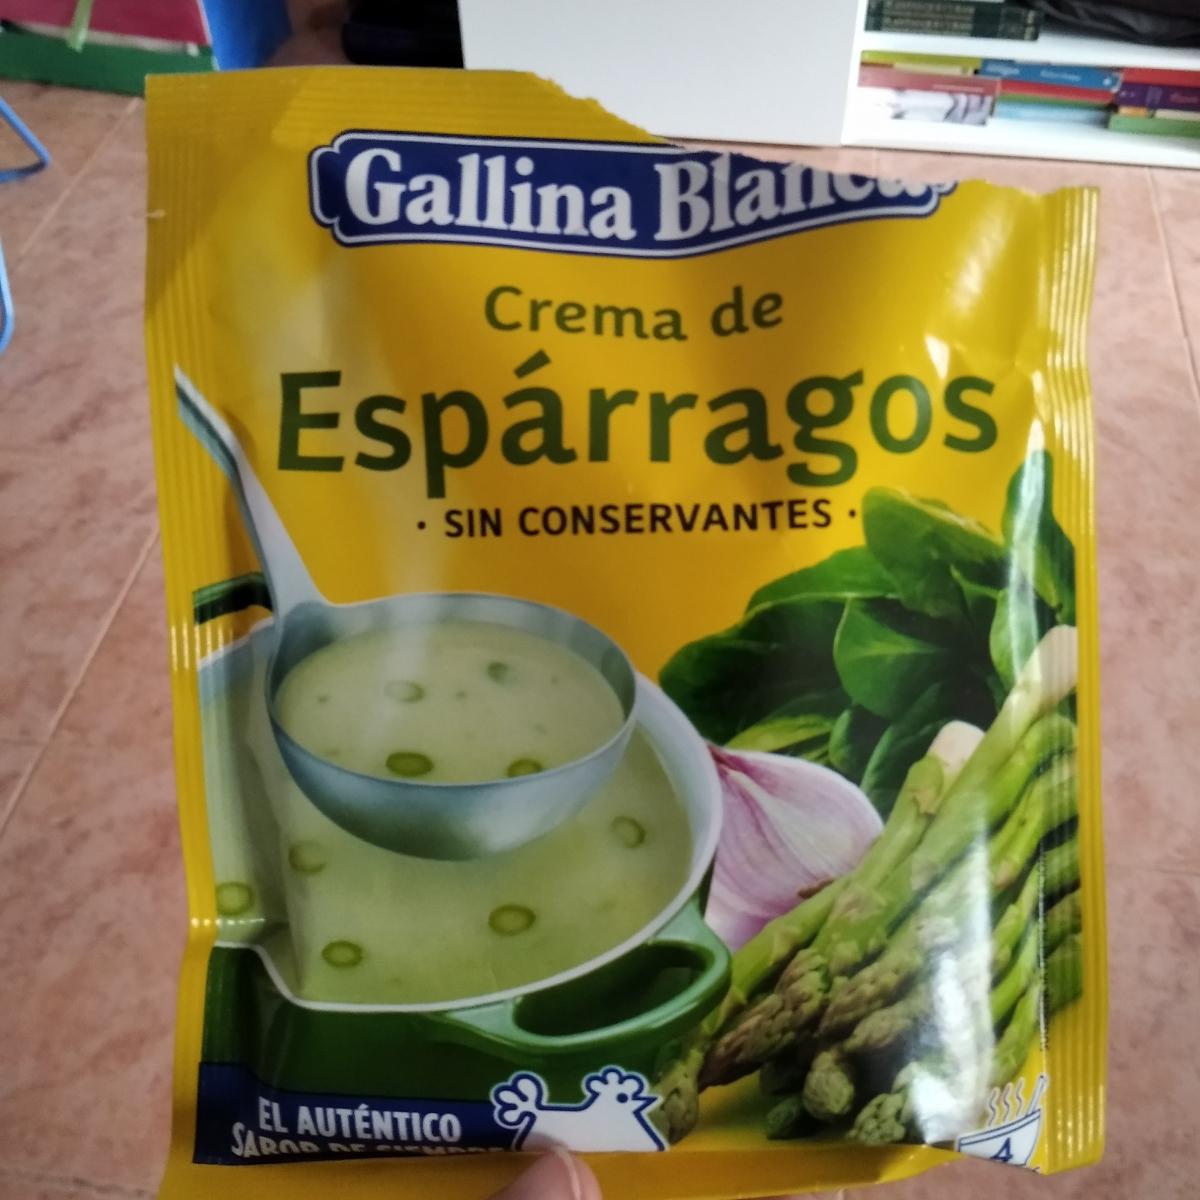 Gallina Blanca
Crema de
Espárragos
· SIN CONSERVANTES ·
EL AUTÉNTICO
SABOR DE SIEMPRE
4